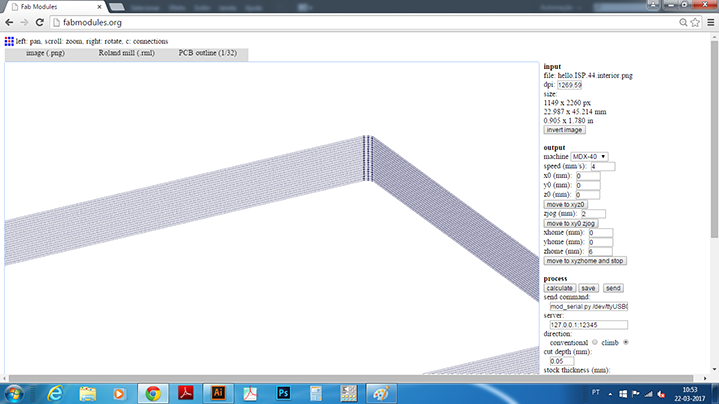 Fab Modules
fabmodules.org
left: pan, scroll: zoom, right: rotate, c: connections
image (.png) Roland mill (.rml) PCB outline (1/32)
input
file: hello.ISP.44.interior.png
dpi: 1269.59
size:
1149 x 2260 px
22.987 x 45.214 mm
0.905 x 1.780 in
invert image
output
machine MDX-40
speed (mm/s): 4
x0 (mm): 0
y0 (mm): 0
z0 (mm): 0
move to xyz0
zjog (mm): 2
move to xy0 zjog
xhome (mm): 0
yhome (mm): 0
zhome (mm): 6
move to xyzhome and stop
process
calculate save send
send command:
mod_serial.py /dev/ttyUSB0
server:
127.0.0.1:12345
direction:
conventional climb
cut depth (mm):
0.05
stock thickness (mm):
Ai Ps
PT 10:53
22-03-2017